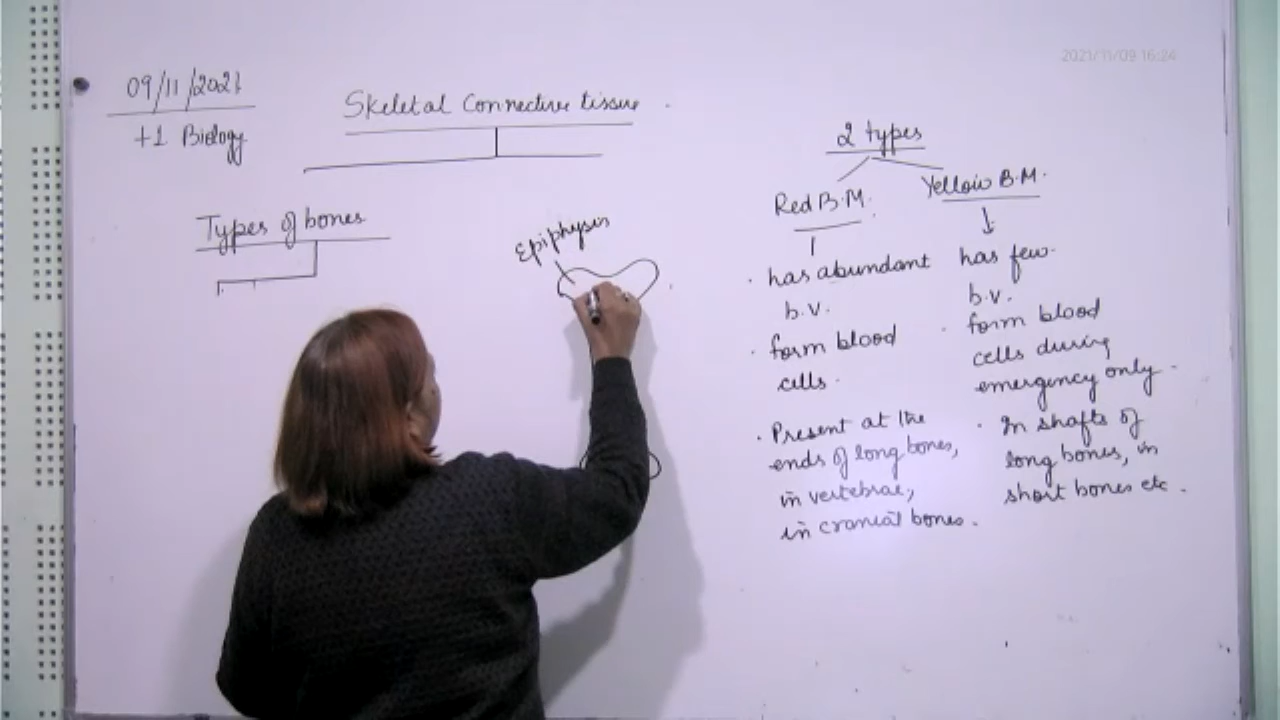 2021/11/09 16:24
09/11/2021
+1 Biology
Skeletal Connective tissue
Types of bones
Epiphysis
2 types
Red B.M.
has abundant
b.v.
form blood
cells.
Present at the
ends of long bones,
in vertebrae,
in cranial bones.
Yellow B.M.
has few
b.v.
form blood
cells during
emergency only.
In shafts of
long bones, in
short bones etc.